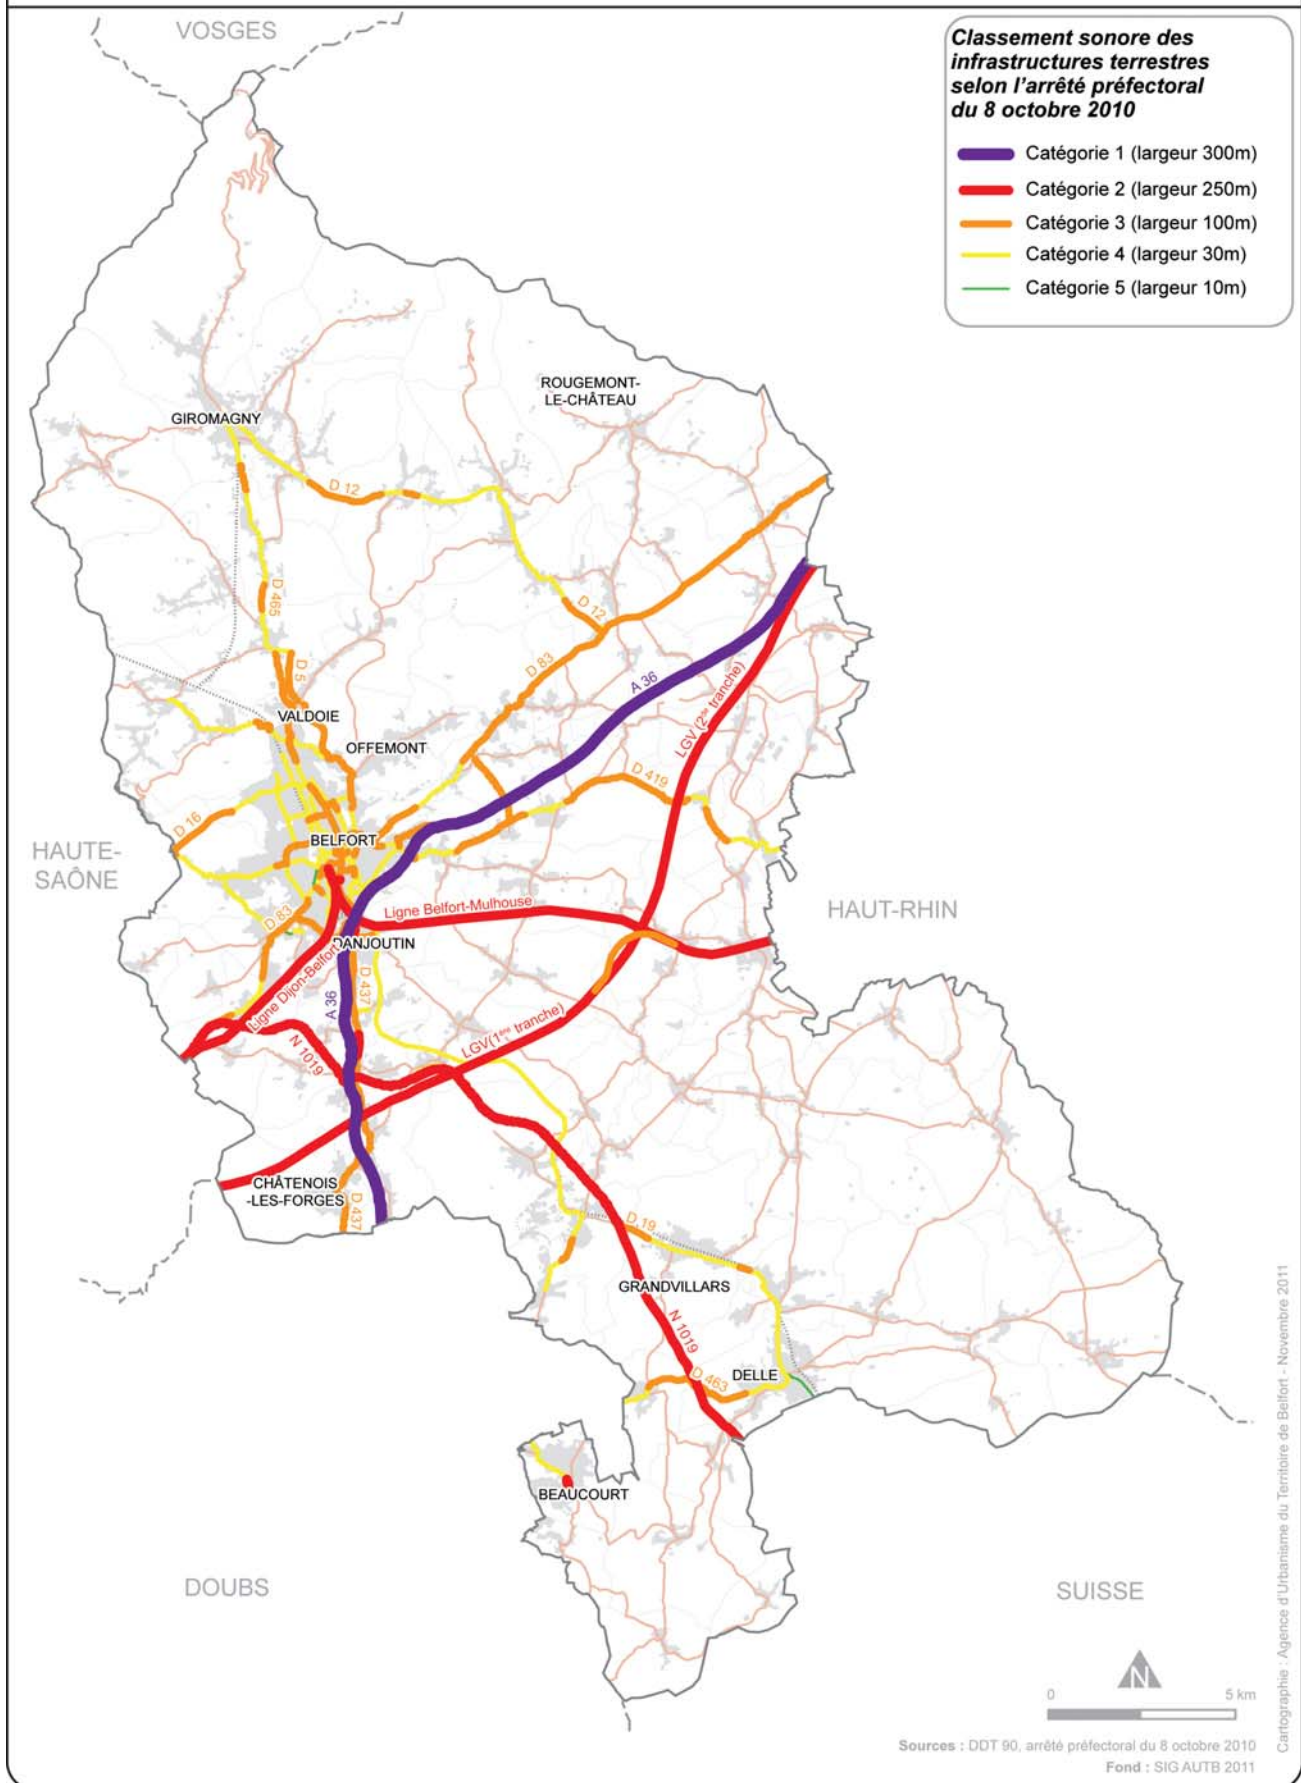 VOSGES
Classement sonore des
infrastructures terrestres
selon l'arrêté préfectoral
du 8 octobre 2010
Catégorie 1 (largeur 300m)
Catégorie 2 (largeur 250m)
Catégorie 3 (largeur 100m)
Catégorie 4 (largeur 30m)
Catégorie 5 (largeur 10m)
ROUGEMONT-
LE-CHÂTEAU
GIROMAGNY
D 12
D 465
D 12
D 5
D 83
A 36
LGV (2de tranche)
VALDOIE
OFFEMONT
D 419
D 16
BELFORT
HAUTE-
SAÔNE
Ligne Belfort-Mulhouse
HAUT-RHIN
D 83
DANJOUTIN
Ligne Dijon-Belfort
A 36
D 437
LGV(1ère tranche)
N 1019
CHÂTENOIS
-LES-FORGES
D 437
D 19
GRANDVILLARS
N 1019
DELLE
D 463
BEAUCOURT
DOUBS
SUISSE
N
0 5 km
Sources : DDT 90, arrêté préfectoral du 8 octobre 2010
Fond : SIG AUTB 2011
Cartographie : Agence d'Urbanisme du Territoire de Belfort - Novembre 2011